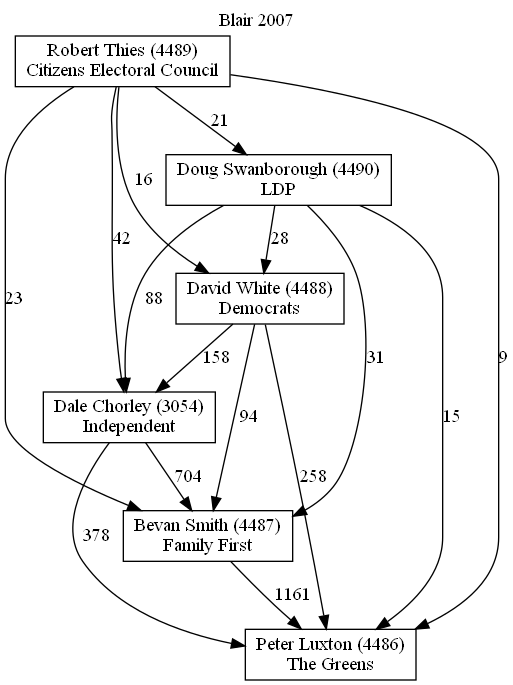 Blair 2007
Robert Thies (4489)
Citizens Electoral Council
21
Doug Swanborough (4490)
LDP
16
42
28
David White (4488)
Democrats
23
88
158
31
9
Dale Chorley (3054)
Independent
94
15
704
258
378
Bevan Smith (4487)
Family First
1161
Peter Luxton (4486)
The Greens